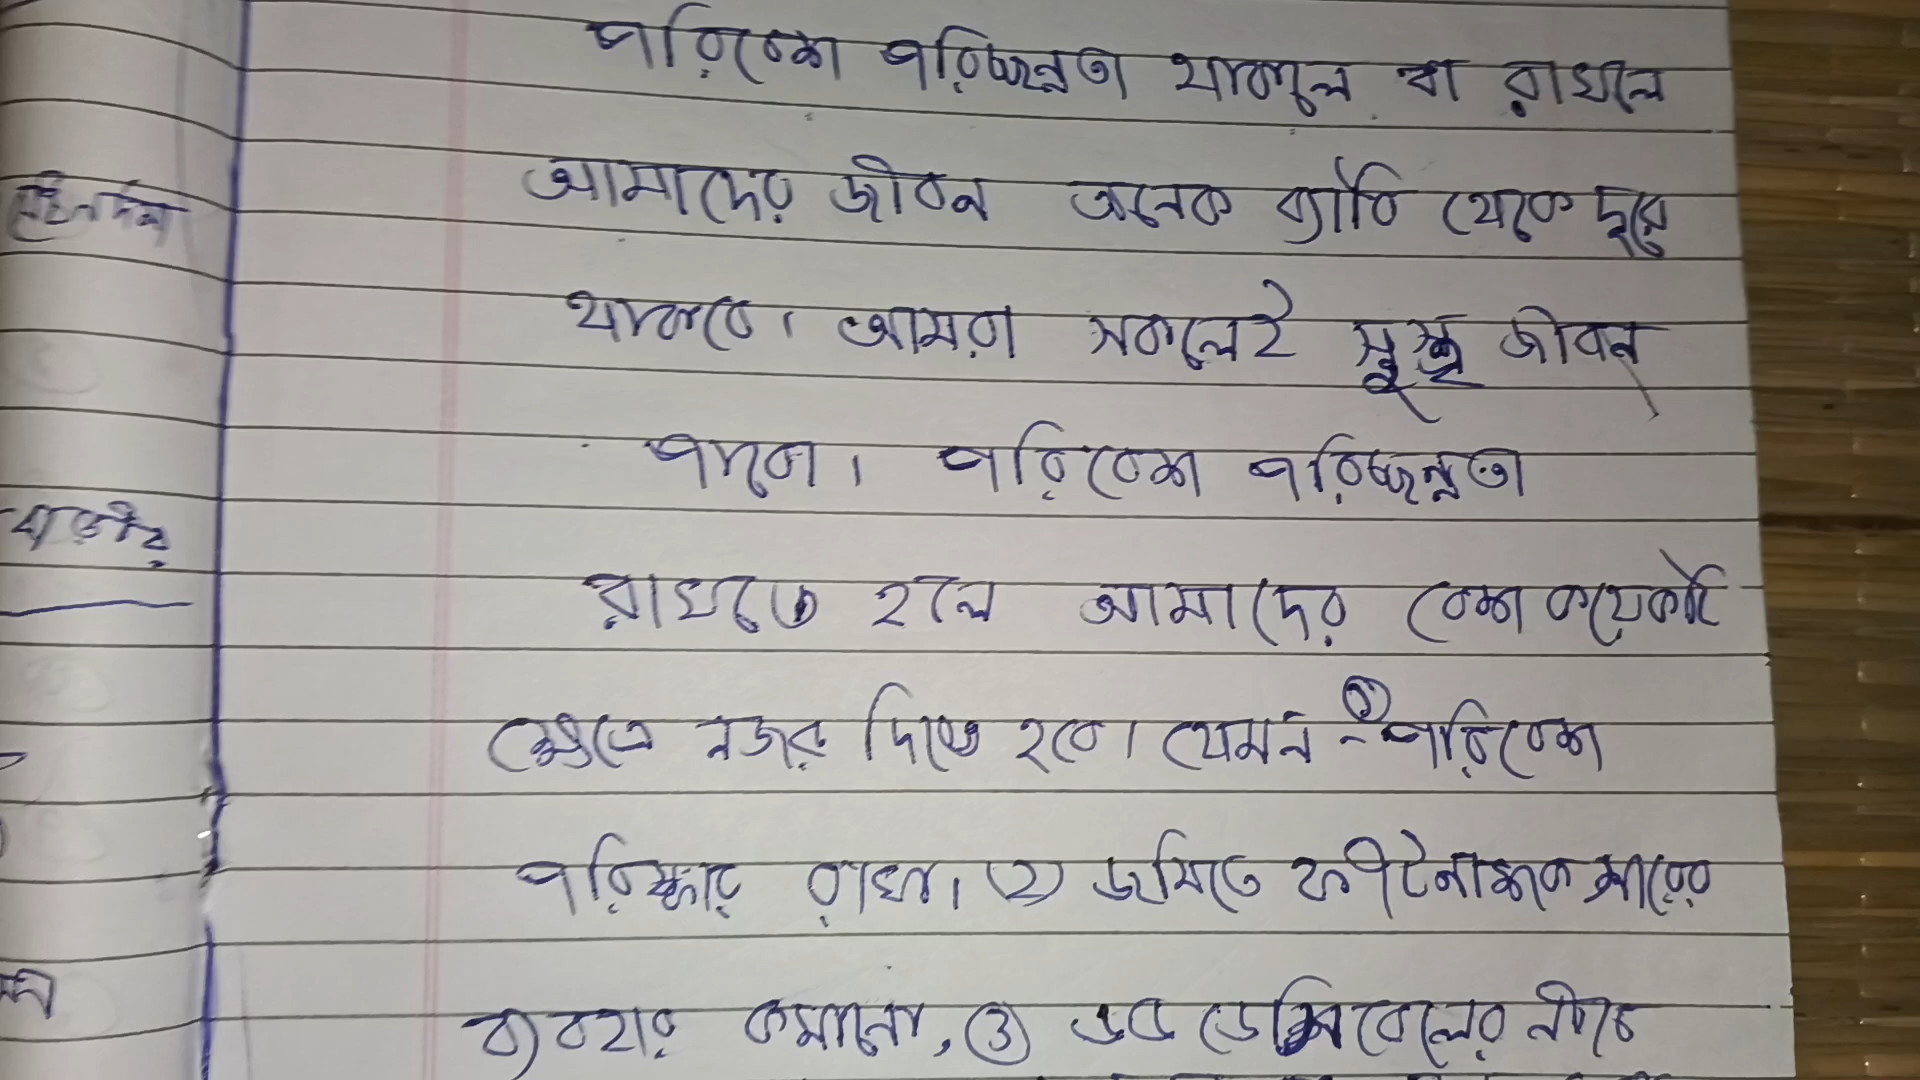 পরিবেশ পরিচ্ছন্নতা থাকলে বা রাখলে
আমাদের জীবন অনেক ব্যাধি থেকে দূরে
থাকবে। আমরা সকলেই সুস্থ জীবন
পাবো। পরিবেশ পরিচ্ছন্নতা
রাখতে হলে আমাদের বেশ কয়েকটি
ক্ষেত্রে নজর দিতে হবে। যেমন - ① পরিবেশ
পরিস্কার রাখা। ② জমিতে কীটনাশক সারের
ব্যবহার কমানো, ③ ডেসিবেলের নীচে